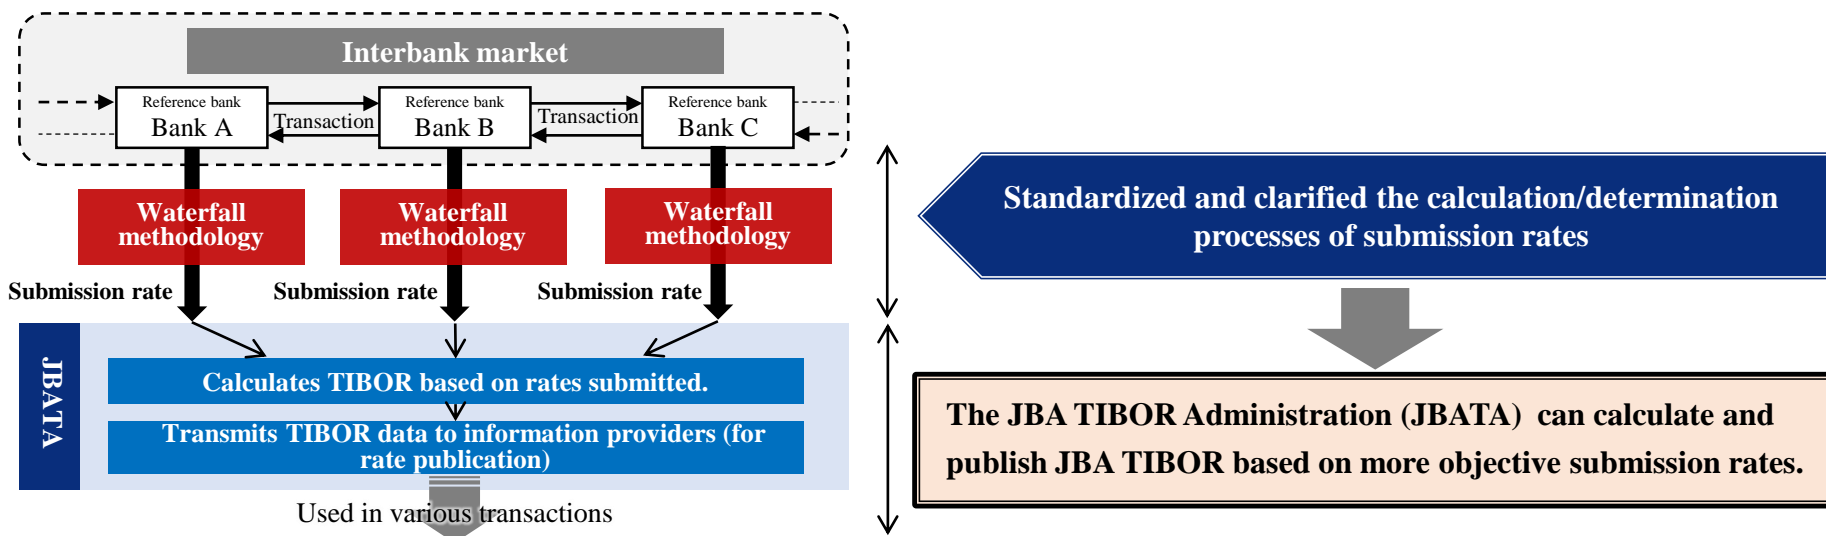 Interbank market
Reference bank
Bank A
Transaction
Reference bank
Bank B
Transaction
Reference bank
Bank C
Waterfall
methodology
Waterfall
methodology
Waterfall
methodology
Submission rate
Submission rate
Submission rate
JBATA
Calculates TIBOR based on rates submitted.
Transmits TIBOR data to information providers (for
rate publication)
Used in various transactions
Standardized and clarified the calculation/determination
processes of submission rates
The JBA TIBOR Administration (JBATA) can calculate and
publish JBA TIBOR based on more objective submission rates.